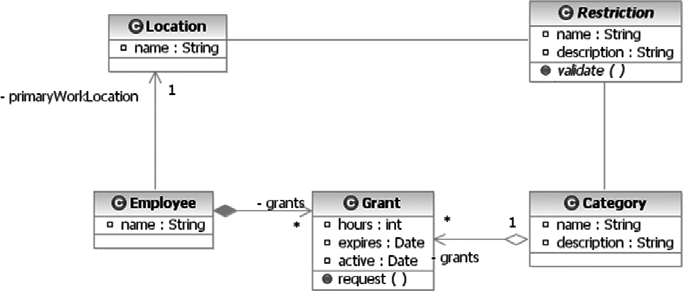 Location
name : String
Restriction
name : String
description : String
validate ( )
- primaryWorkLocation
1
Employee
name : String
- grants
*
Grant
hours : int
expires : Date
active : Date
request ( )
*
1
- grants
Category
name : String
description : String